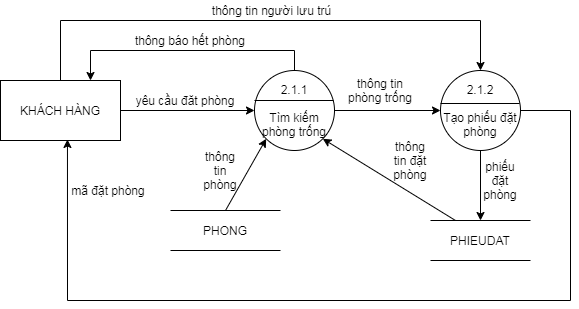 thông tin người lưu trú
thông báo hết phòng
KHÁCH HÀNG
yêu cầu đăt phòng
2.1.1
Tìm kiếm
phòng trống
thông tin
phòng trống
2.1.2
Tạo phiếu đặt
phòng
mã đặt phòng
thông
tin
phòng
thông
tin đặt
phòng
phiếu
đặt
phòng
PHONG
PHIEUDAT